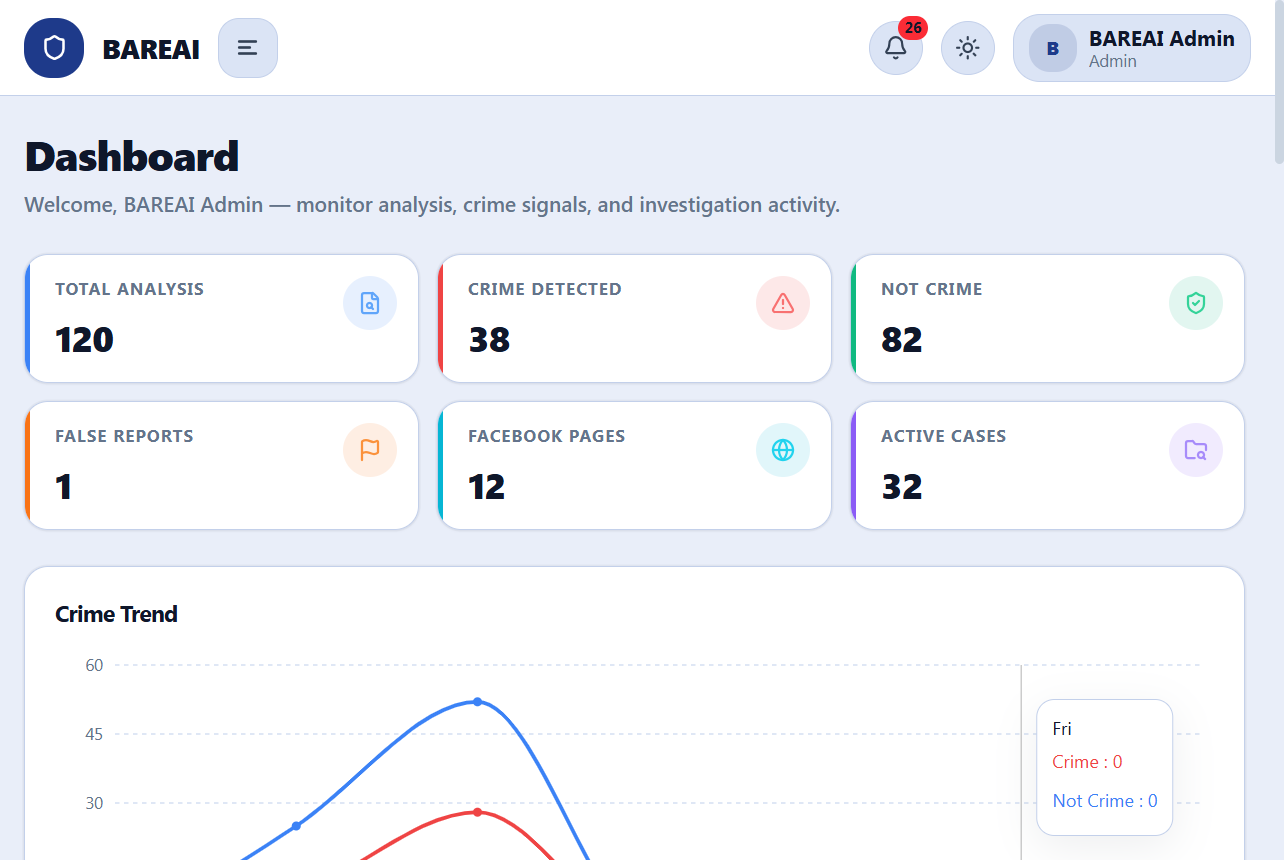 BAREAI
26
B
BAREAI Admin
Admin
Dashboard
Welcome, BAREAI Admin — monitor analysis, crime signals, and investigation activity.
TOTAL ANALYSIS
120
CRIME DETECTED
38
NOT CRIME
82
FALSE REPORTS
1
FACEBOOK PAGES
12
ACTIVE CASES
32
Crime Trend
60
45
30
Fri
Crime : 0
Not Crime : 0